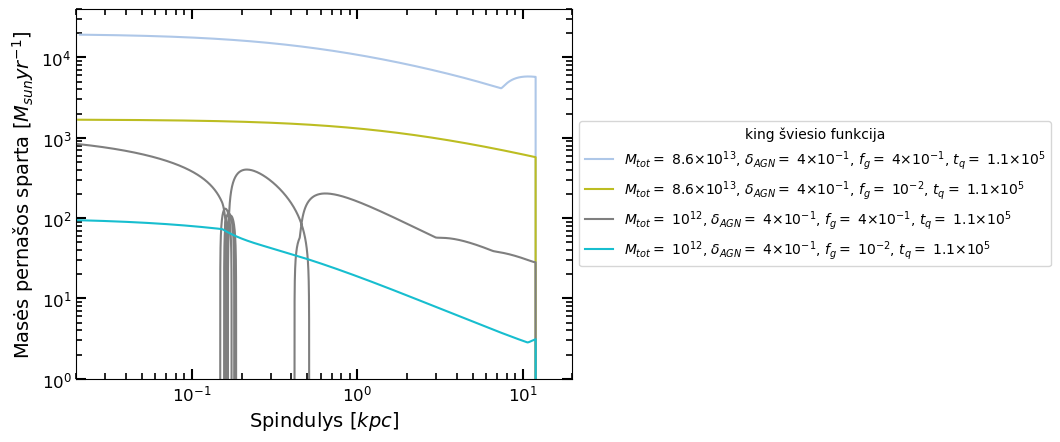 Masės pernašos sparta [$M_{sun}yr^{-1}$]
$10^4$
$10^3$
$10^2$
$10^1$
$10^0$
$10^{-1}$ $10^0$ $10^1$
Spindulys [$kpc$]
king šviesio funkcija
$M_{tot} =$ 8.6×$10^{13}$, $\delta_{AGN} =$ 4×$10^{-1}$, $f_g =$ 4×$10^{-1}$, $t_q =$ 1.1×$10^5$
$M_{tot} =$ 8.6×$10^{13}$, $\delta_{AGN} =$ 4×$10^{-1}$, $f_g =$ $10^{-2}$, $t_q =$ 1.1×$10^5$
$M_{tot} =$ $10^{12}$, $\delta_{AGN} =$ 4×$10^{-1}$, $f_g =$ 4×$10^{-1}$, $t_q =$ 1.1×$10^5$
$M_{tot} =$ $10^{12}$, $\delta_{AGN} =$ 4×$10^{-1}$, $f_g =$ $10^{-2}$, $t_q =$ 1.1×$10^5$